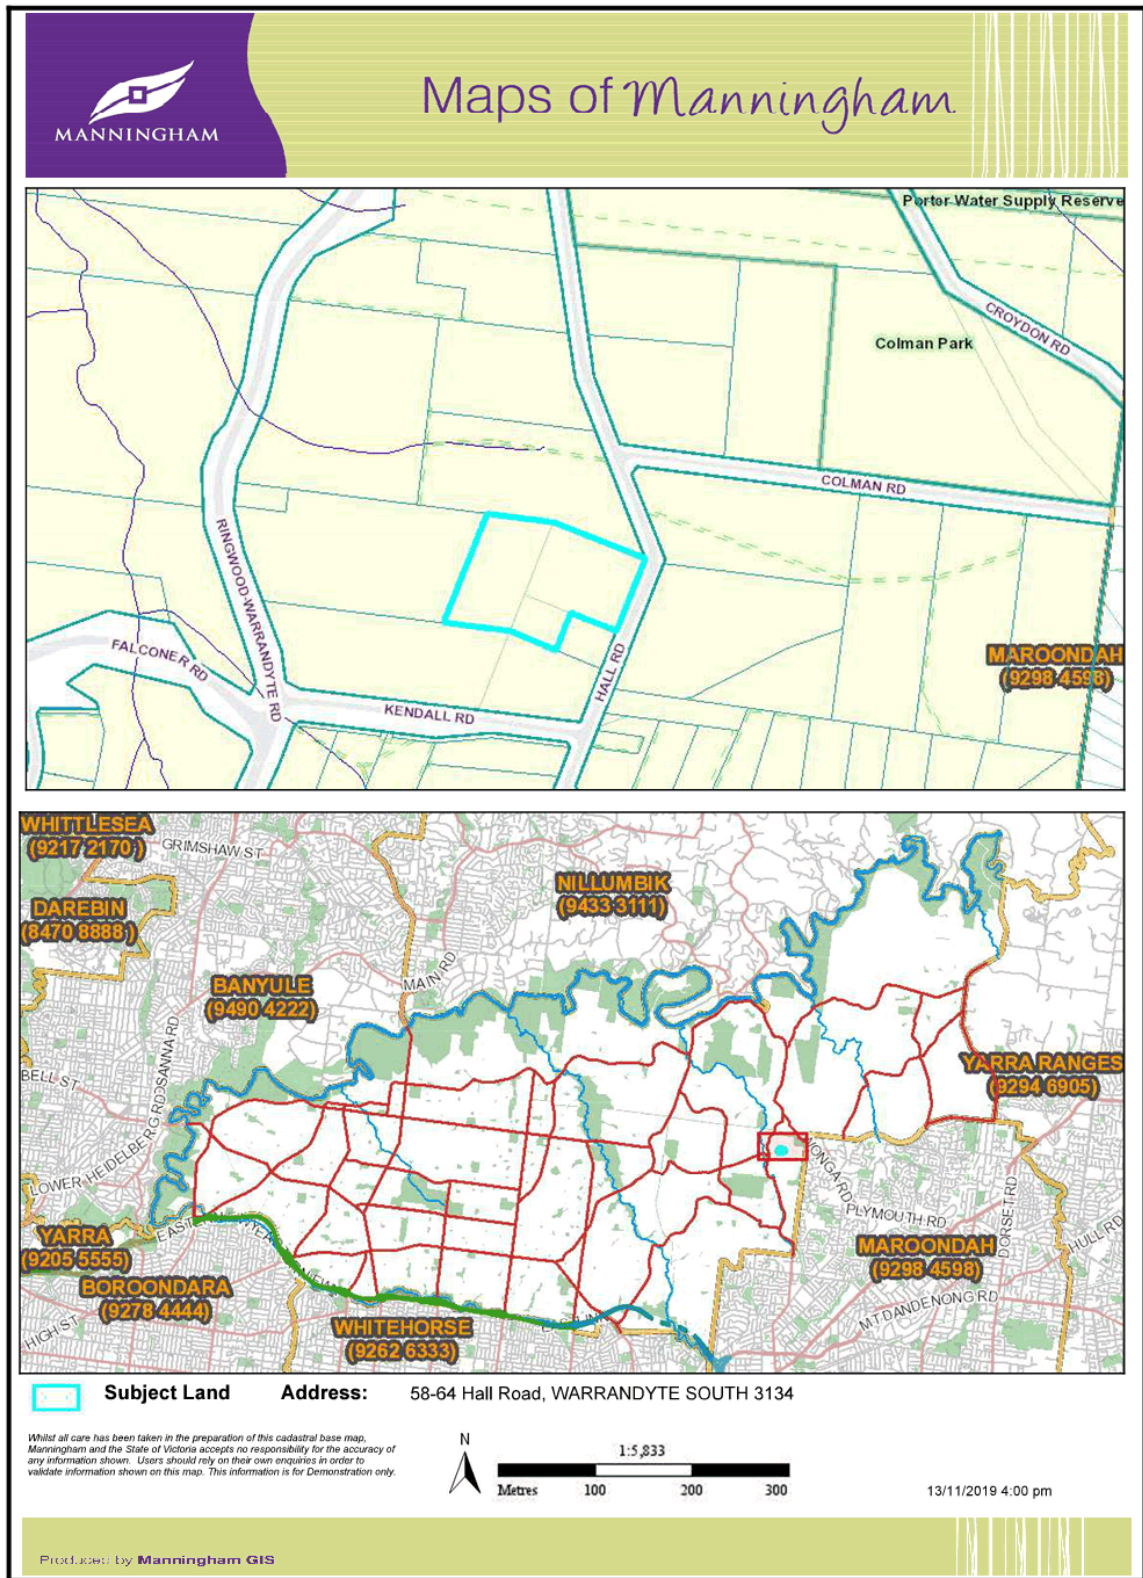 MANNINGHAM
Maps of Manningham
Porter Water Supply Reserve
CROYDON RD
Colman Park
COLMAN RD
RINGWOOD-WARRANDYTE RD
FALCONER RD
HALL RD
MAROONDAH
(9298 4598)
KENDALL RD
WHITTLESEA
(9217 2170 )
GRIMSHAW ST
NILLUMBIK
(9433 3111)
DAREBIN
(8470 8888 )
MAIN RD
BANYULE
(9490 4222)
ROSANNA RD
YARRA RANGES
(9294 6905)
BELL ST
LOWER HEIDELBERG RD
PLYMOUTH RD
DORSET RD
HULL RD
YARRA
(9205 5555)
EAST
MAROONDAH
(9298 4598)
BOROONDARA
(9278 4444)
MT DANDENONG RD
HIGH ST
WHITEHORSE
(9262 6333)
Subject Land Address: 58-64 Hall Road, WARRANDYTE SOUTH 3134
Whilst all care has been taken in the preparation of this cadastral base map,
Manningham and the State of Victoria accepts no responsibility for the accuracy of
any information shown. Users should rely on their own enquiries in order to
validate information shown on this map. This information is for Demonstration only.
N
1:5,833
Metres 100 200 300
13/11/2019 4:00 pm
Produced by Manningham GIS